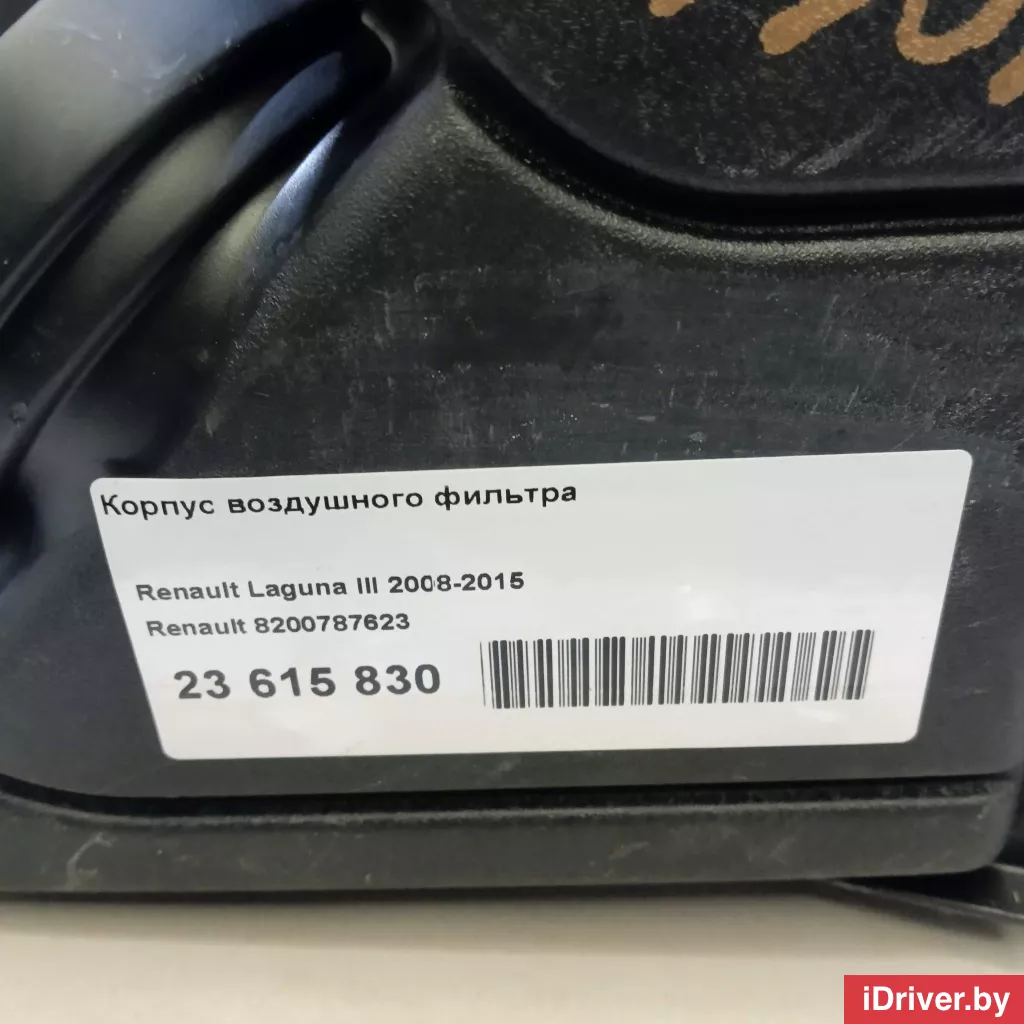 Корпус воздушного фильтра
Renault Laguna III 2008-2015
Renault 8200787623
23 615 830
iDriver.by